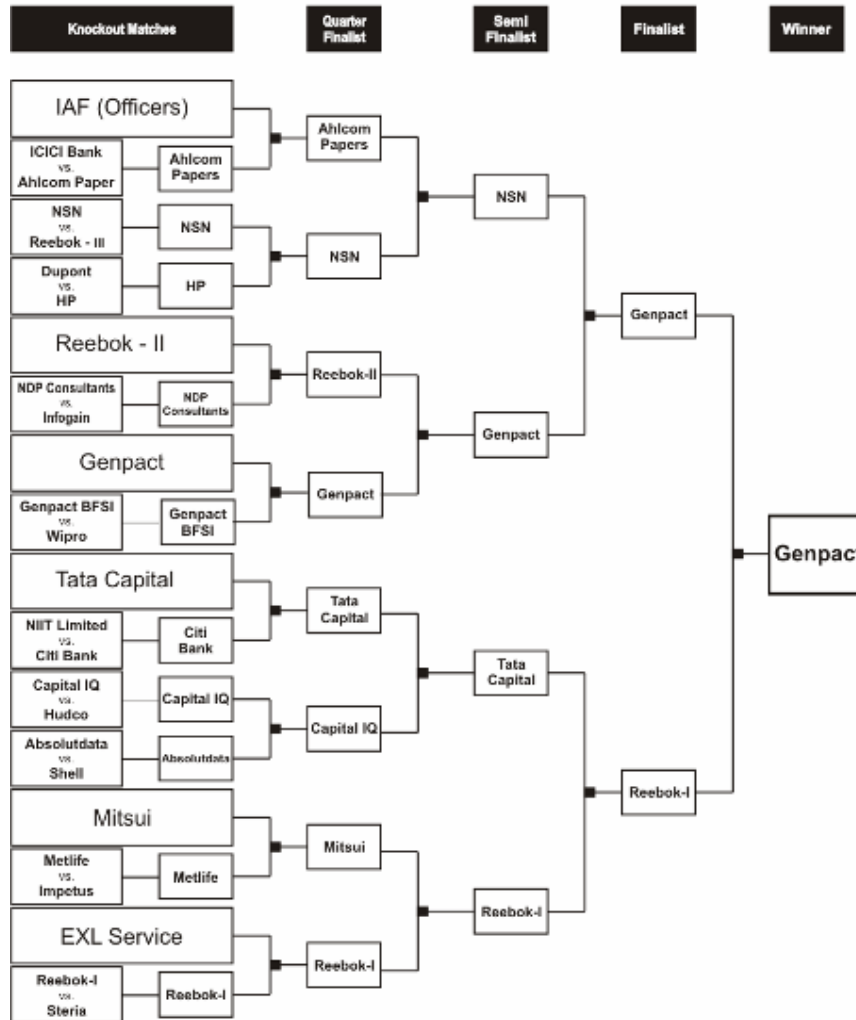 Knockout Matches
Quarter
Finalist
Semi
Finalist
Finalist
Winner
IAF (Officers)
ICICI Bank
vs.
Ahlcom Paper
Ahlcom
Papers
NSN
vs.
Reebok - III
NSN
Dupont
vs.
HP
HP
Reebok - II
NDP Consultants
vs.
Infogain
NDP
Consultants
Genpact
Genpact BFSI
vs.
Wipro
Genpact
BFSI
Tata Capital
NIIT Limited
vs.
Citi Bank
Citi
Bank
Capital IQ
vs.
Hudco
Capital IQ
Absolutdata
vs.
Shell
Absolutdata
Mitsui
Metlife
vs.
Impetus
Metlife
EXL Service
Reebok-I
vs.
Steria
Reebok-I
Ahlcom
Papers
NSN
Reebok-II
Genpact
Tata
Capital
Capital IQ
Mitsui
Reebok-I
NSN
Genpact
Tata
Capital
Reebok-I
Genpact
Reebok-I
Genpact